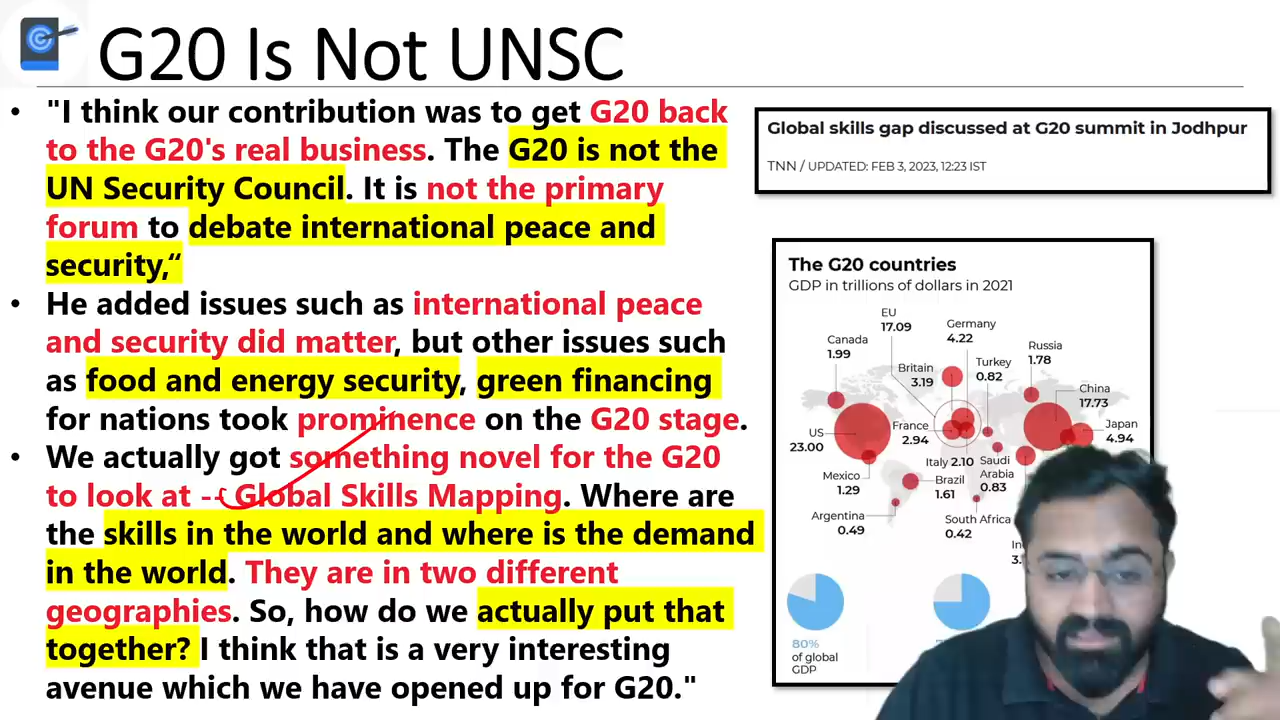 G20 Is Not UNSC
• "I think our contribution was to get G20 back
to the G20's real business. The G20 is not the
UN Security Council. It is not the primary
forum to debate international peace and
security,“
• He added issues such as international peace
and security did matter, but other issues such
as food and energy security, green financing
for nations took prominence on the G20 stage.
• We actually got something novel for the G20
to look at -- Global Skills Mapping. Where are
the skills in the world and where is the demand
in the world. They are in two different
geographies. So, how do we actually put that
together? I think that is a very interesting
avenue which we have opened up for G20."
Global skills gap discussed at G20 summit in Jodhpur
TNN / UPDATED: FEB 3, 2023, 12:23 IST
The G20 countries
GDP in trillions of dollars in 2021
EU
17.09
Germany
4.22
Canada
1.99
Russia
1.78
Britain
3.19
Turkey
0.82
China
17.73
US
23.00
France
2.94
Japan
4.94
Italy 2.10
Saudi
Arabia
0.83
Mexico
1.29
Brazil
1.61
Argentina
0.49
South Africa
0.42
80%
of global
GDP